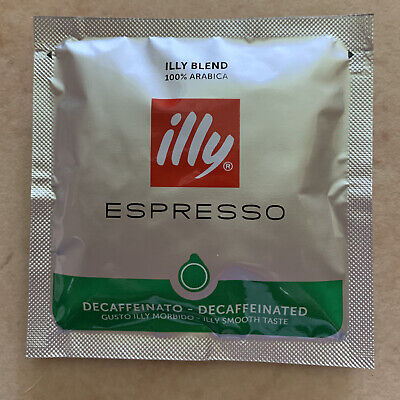 ILLY BLEND
100% ARABICA
illy®
ESPRESSO
DECAFFEINATO - DECAFFEINATED
GUSTO ILLY MORBIDO - ILLY SMOOTH TASTE